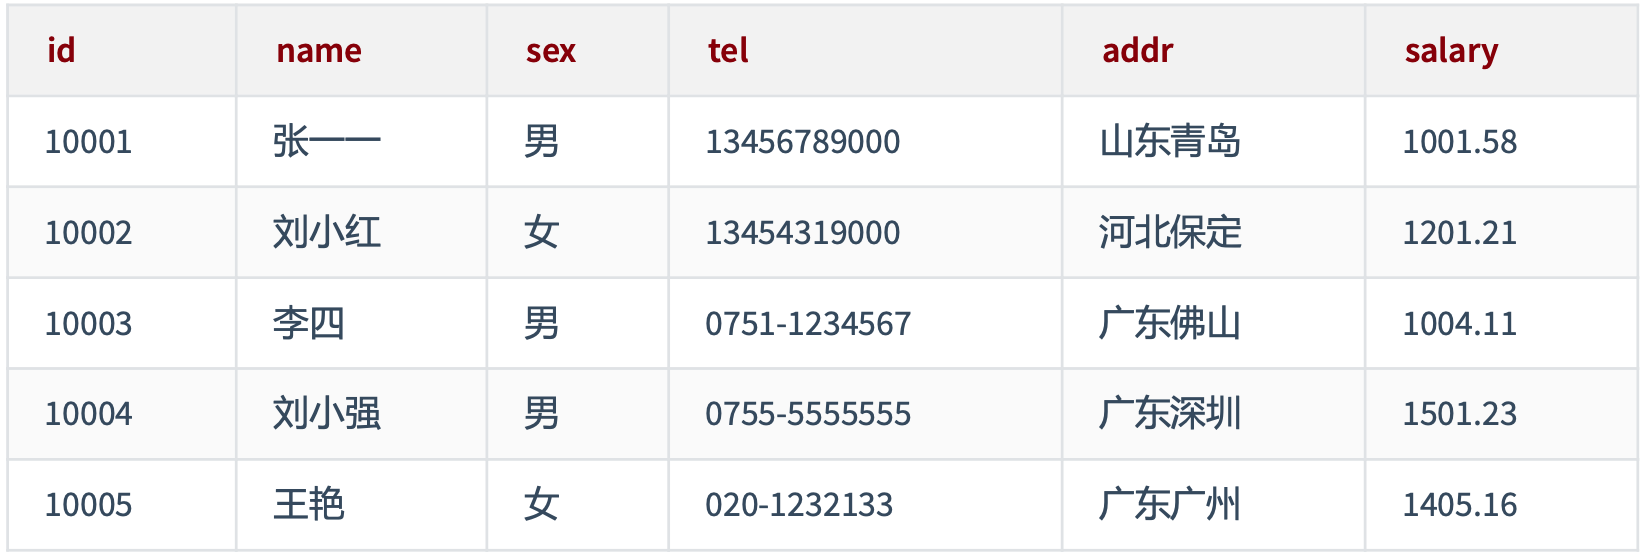 id name sex tel addr salary
10001 张一一 男 13456789000 山东青岛 1001.58
10002 刘小红 女 13454319000 河北保定 1201.21
10003 李四 男 0751-1234567 广东佛山 1004.11
10004 刘小强 男 0755-5555555 广东深圳 1501.23
10005 王艳 女 020-1232133 广东广州 1405.16